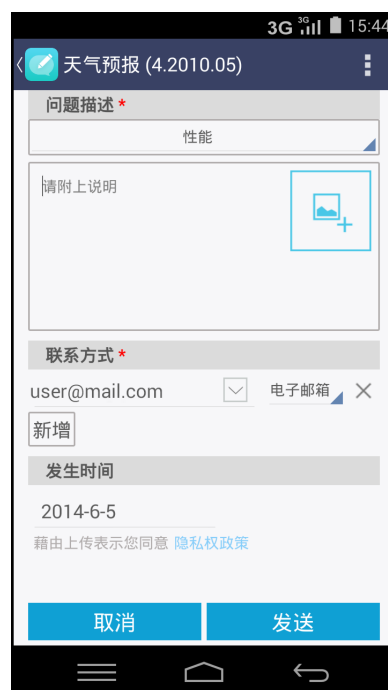 3G 3G 15:44
天气预报 (4.2010.05)
问题描述 *
性能
请附上说明
联系方式 *
user@mail.com 电子邮箱
新增
发生时间
2014-6-5
藉由上传表示您同意 隐私权政策
取消 发送